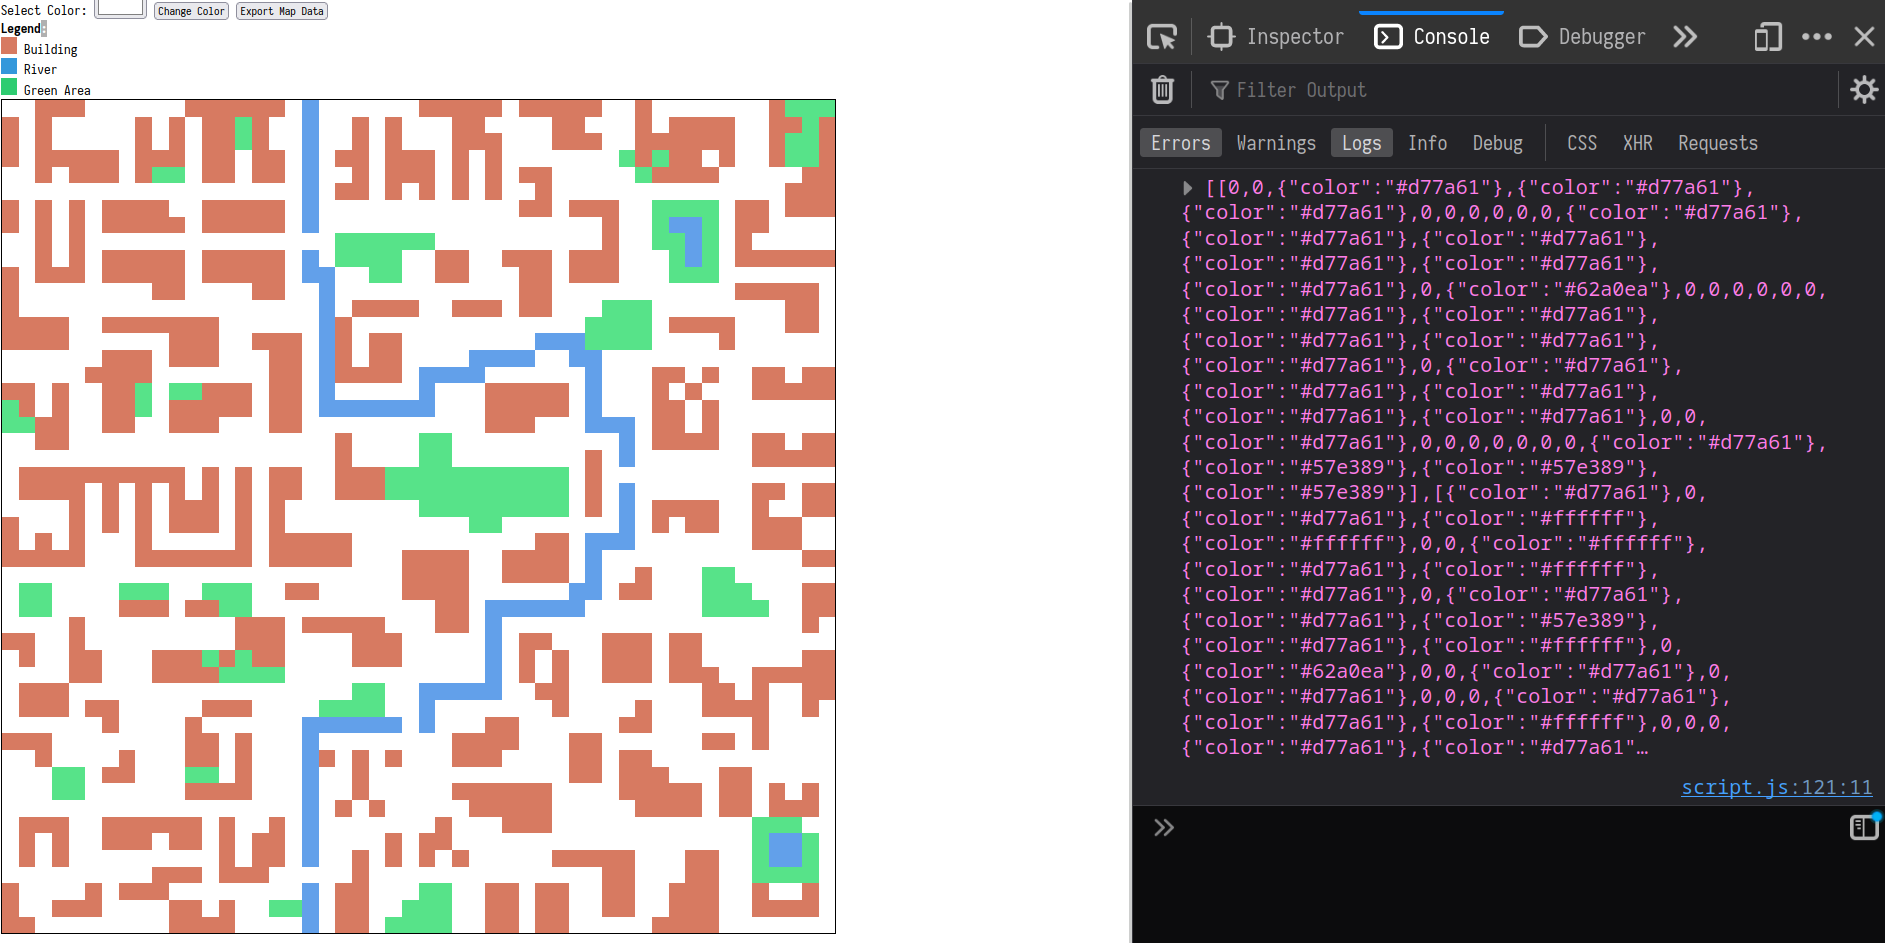 Select Color:
Change Color
Export Map Data
Legend:
Building
River
Green Area
Inspector
Console
Debugger
Filter Output
Errors
Warnings
Logs
Info
Debug
CSS
XHR
Requests
[[0,0,{"color":"#d77a61"},{"color":"#d77a61"},
{"color":"#d77a61"},0,0,0,0,0,0,{"color":"#d77a61"},
{"color":"#d77a61"},{"color":"#d77a61"},
{"color":"#d77a61"},{"color":"#d77a61"},
{"color":"#d77a61"},0,{"color":"#62a0ea"},0,0,0,0,0,0,
{"color":"#d77a61"},{"color":"#d77a61"},
{"color":"#d77a61"},{"color":"#d77a61"},
{"color":"#d77a61"},0,{"color":"#d77a61"},
{"color":"#d77a61"},{"color":"#d77a61"},
{"color":"#d77a61"},{"color":"#d77a61"},0,0,
{"color":"#d77a61"},0,0,0,0,0,0,0,{"color":"#d77a61"},
{"color":"#57e389"},{"color":"#57e389"},
{"color":"#57e389"}],[{"color":"#d77a61"},0,
{"color":"#d77a61"},{"color":"#ffffff"},
{"color":"#ffffff"},0,0,{"color":"#ffffff"},
{"color":"#d77a61"},{"color":"#ffffff"},
{"color":"#d77a61"},0,{"color":"#d77a61"},
{"color":"#d77a61"},{"color":"#57e389"},
{"color":"#d77a61"},{"color":"#ffffff"},0,
{"color":"#62a0ea"},0,0,{"color":"#d77a61"},0,
{"color":"#d77a61"},0,0,0,{"color":"#d77a61"},
{"color":"#d77a61"},{"color":"#ffffff"},0,0,0,
{"color":"#d77a61"},{"color":"#d77a61"…
script.js:121:11